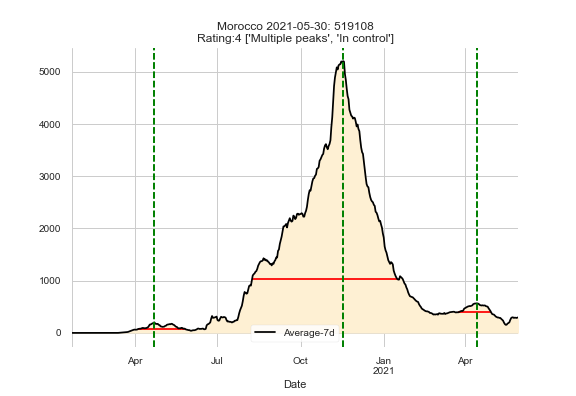 Morocco 2021-05-30: 519108
Rating:4 ['Multiple peaks', 'In control']
5000
4000
3000
2000
1000
0
Average-7d
Apr
Jul
Oct
Jan
2021
Apr
Date